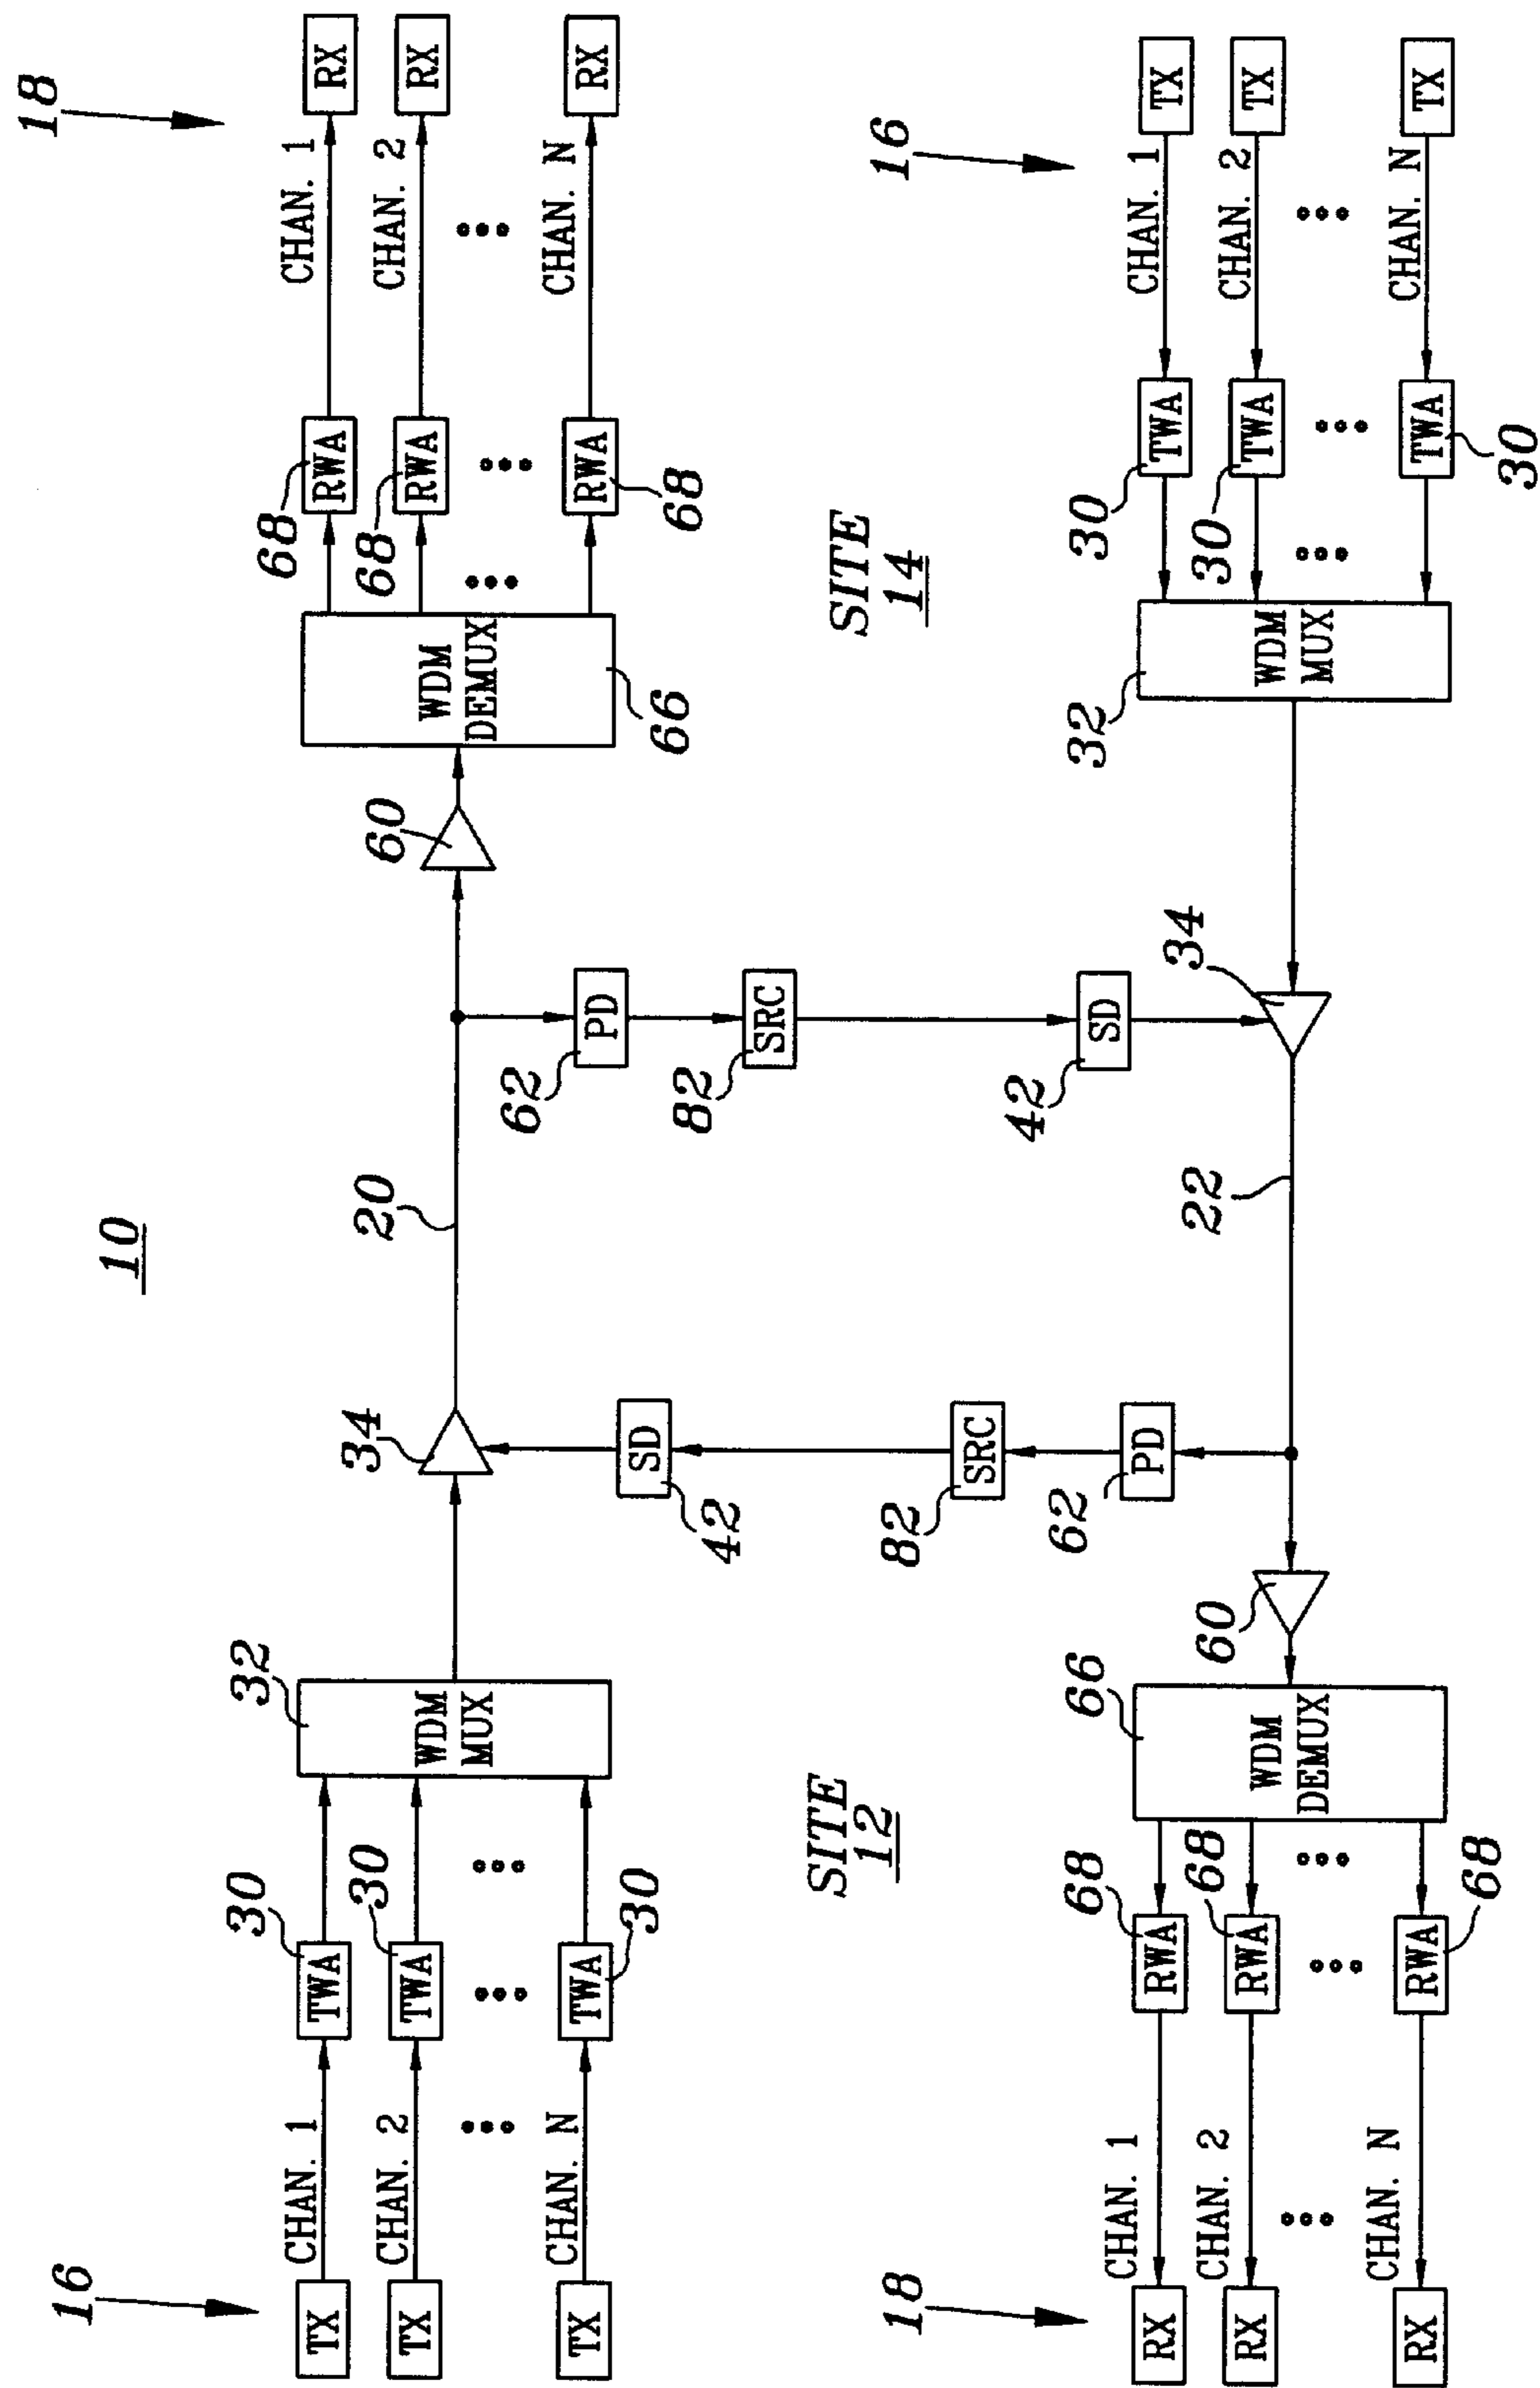 10
16
TX CHAN. 1 TWA 30
TX CHAN. 2 TWA 30
TX CHAN. N TWA 30
WDM
MUX
32
34
20
60
WDM
DEMUX
66
18
68 RWA CHAN. 1 RX
68 RWA CHAN. 2 RX
68 RWA CHAN. N RX
SD
42
SRC
82
PD
62
PD
62
SRC
82
SD
42
SITE
12
SITE
14
18
RX CHAN. 1 RWA 68
RX CHAN. 2 RWA 68
RX CHAN. N RWA 68
WDM
DEMUX
66
60
22
34
WDM
MUX
32
16
30 TWA CHAN. 1 TX
30 TWA CHAN. 2 TX
30 TWA CHAN. N TX